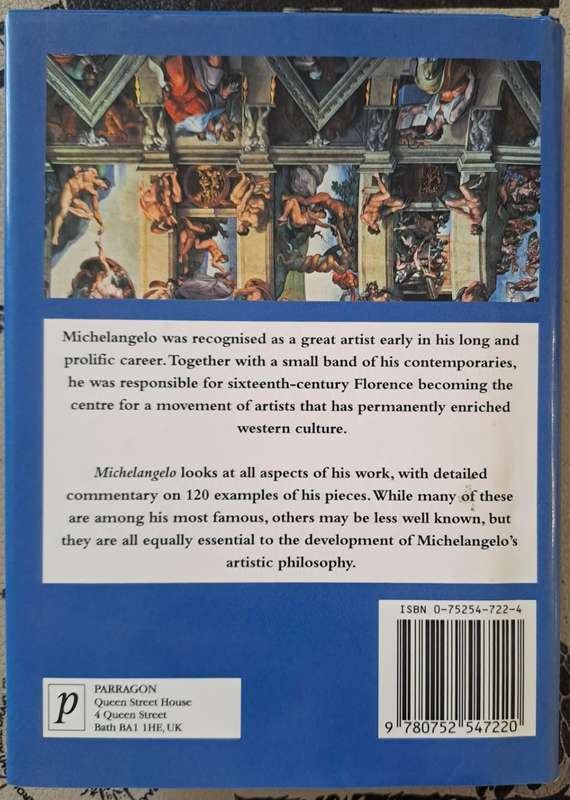 Michelangelo was recognised as a great artist early in his long and
prolific career. Together with a small band of his contemporaries,
he was responsible for sixteenth-century Florence becoming the
centre for a movement of artists that has permanently enriched
western culture.
Michelangelo looks at all aspects of his work, with detailed
commentary on 120 examples of his pieces. While many of these
are among his most famous, others may be less well known, but
they are all equally essential to the development of Michelangelo's
artistic philosophy.
ISBN 0-75254-722-4
9 780752 547220
p
PARRAGON
Queen Street House
4 Queen Street
Bath BA1 1HE, UK